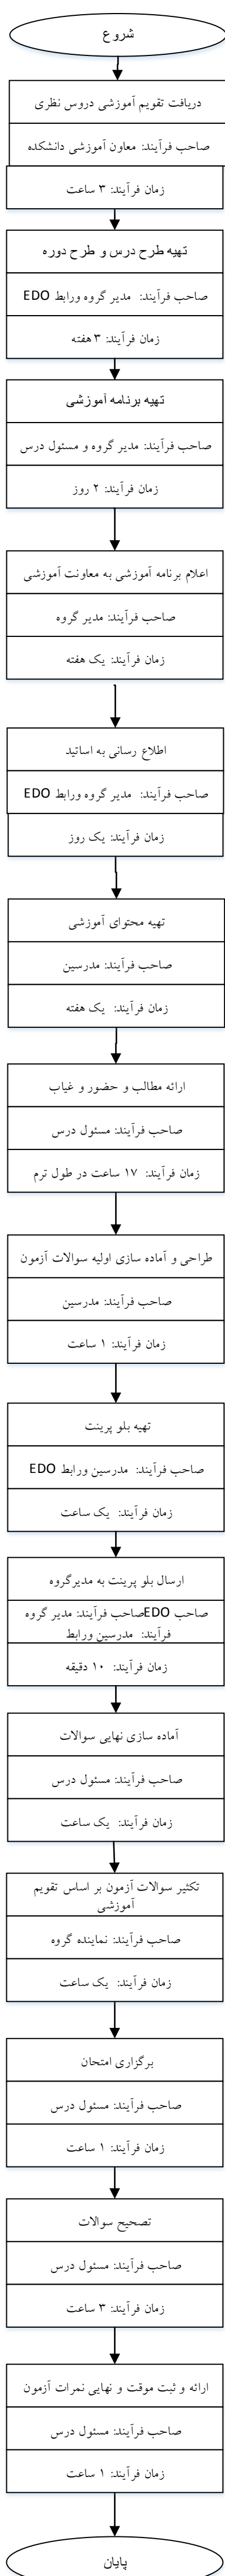 شروع
دریافت تقویم آموزشی دروس نظری
صاحب فرآیند: معاون آموزشی دانشکده
زمان فرآیند: ۳ ساعت
تهیه طرح درس و طرح دوره
صاحب فرآیند: مدیر گروه ورابط EDO
زمان فرآیند: ۳ هفته
تهیه برنامه آموزشی
صاحب فرآیند: مدیر گروه و مسئول درس
زمان فرآیند: ۲ روز
اعلام برنامه آموزشی به معاونت آموزشی
صاحب فرآیند: مدیر گروه
زمان فرآیند: یک هفته
اطلاع رسانی به اساتید
صاحب فرآیند: مدیر گروه ورابط EDO
زمان فرآیند: یک روز
تهیه محتوای آموزشی
صاحب فرآیند: مدرسین
زمان فرآیند: یک هفته
ارائه مطالب و حضور و غیاب
صاحب فرآیند: مسئول درس
زمان فرآیند: ۱۷ ساعت در طول ترم
طراحی و آماده سازی اولیه سوالات آزمون
صاحب فرآیند: مدرسین
زمان فرآیند: ۱ ساعت
تهیه بلو پرینت
صاحب فرآیند: مدرسین ورابط EDO
زمان فرآیند: یک ساعت
ارسال بلو پرینت به مدیرگروه
صاحب EDOصاحب فرآیند: مدیر گروه
فرآیند: مدرسین ورابط
زمان فرآیند: ۱۰ دقیقه
آماده سازی نهایی سوالات
صاحب فرآیند: مسئول درس
زمان فرآیند: یک ساعت
تکثیر سوالات آزمون بر اساس تقویم
آموزشی
صاحب فرآیند: نماینده گروه
زمان فرآیند: یک ساعت
برگزاری امتحان
صاحب فرآیند: مسئول درس
زمان فرآیند: ۱ ساعت
تصحیح سوالات
صاحب فرآیند: مسئول درس
زمان فرآیند: ۳ ساعت
ارائه و ثبت موقت و نهایی نمرات آزمون
صاحب فرآیند: مسئول درس
زمان فرآیند: ۱ ساعت
پایان